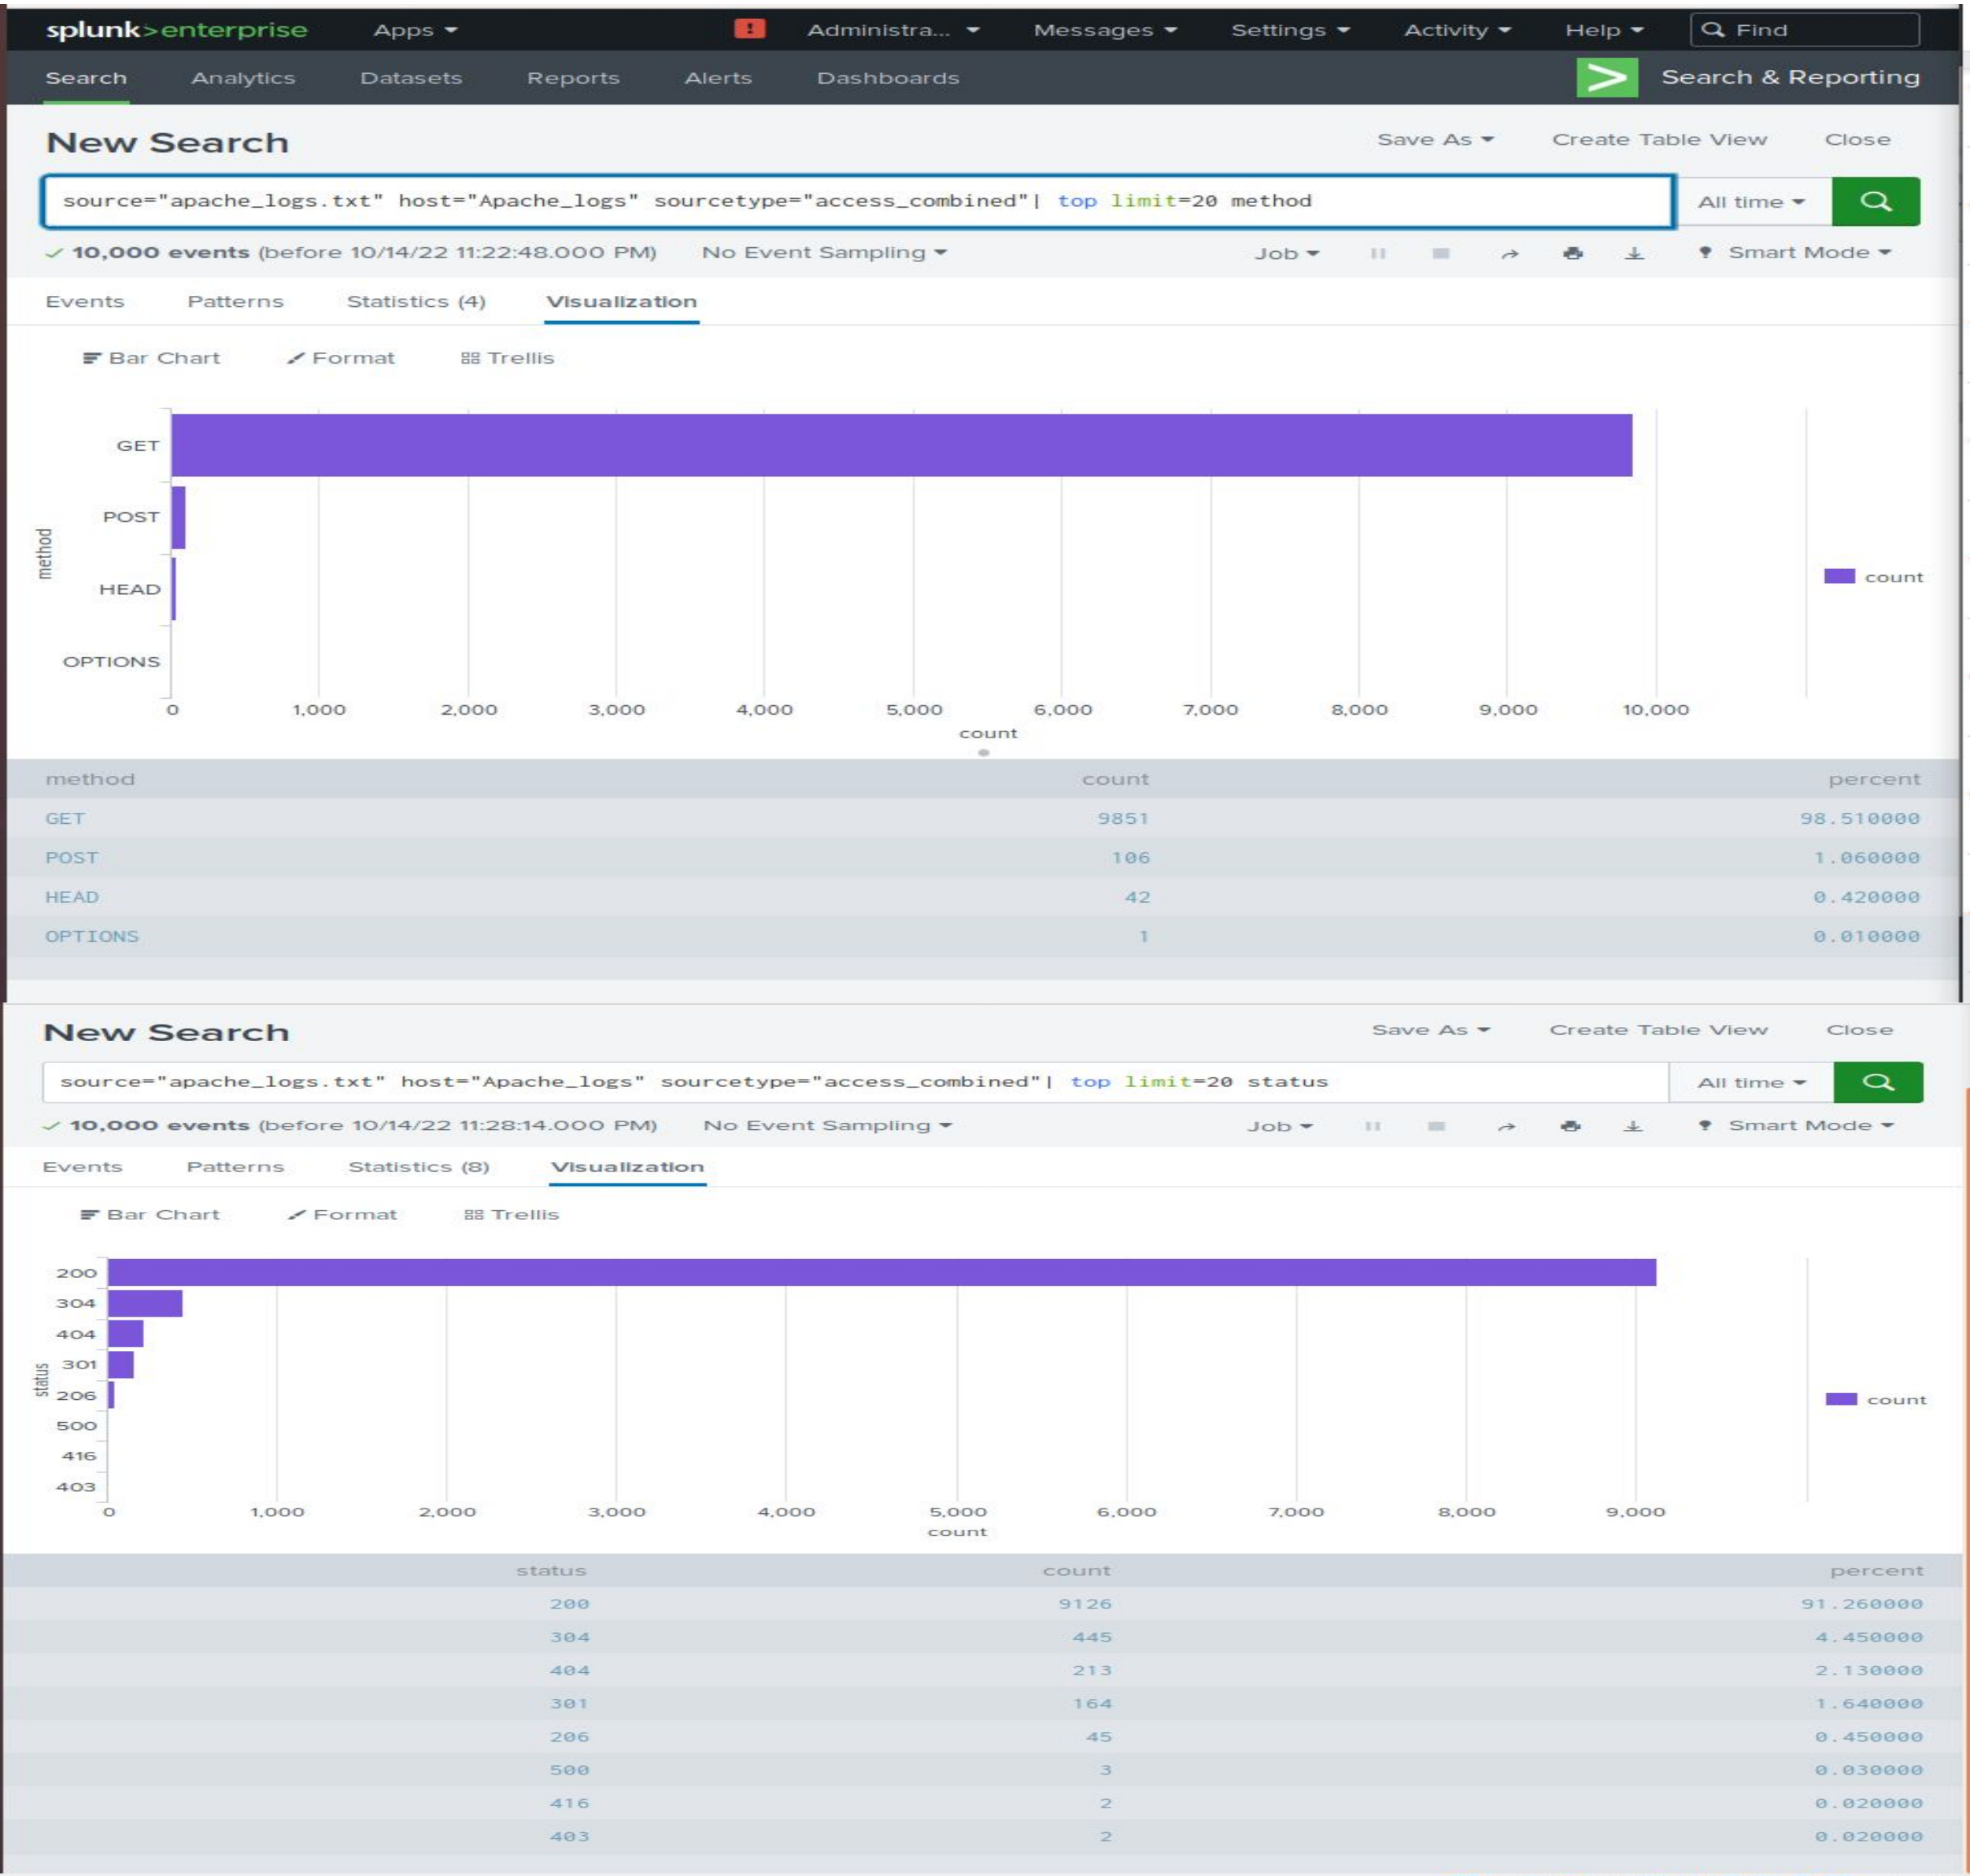 splunk>enterprise Apps ! Administra... Messages Settings Activity Help Find
Search Analytics Datasets Reports Alerts Dashboards > Search & Reporting
New Search Save As Create Table View Close
source="apache_logs.txt" host="Apache_logs" sourcetype="access_combined"| top limit=20 method All time
10,000 events (before 10/14/22 11:22:48.000 PM) No Event Sampling Job Smart Mode
Events Patterns Statistics (4) Visualization
Bar Chart Format Trellis
GET
POST
method
HEAD
count
OPTIONS
0 1,000 2,000 3,000 4,000 5,000 6,000 7,000 8,000 9,000 10,000
count
method count percent
GET 9851 98.510000
POST 106 1.060000
HEAD 42 0.420000
OPTIONS 1 0.010000
New Search Save As Create Table View Close
source="apache_logs.txt" host="Apache_logs" sourcetype="access_combined"| top limit=20 status All time
10,000 events (before 10/14/22 11:28:14.000 PM) No Event Sampling Job Smart Mode
Events Patterns Statistics (8) Visualization
Bar Chart Format Trellis
200
304
404
301
status
206
count
500
416
403
0 1,000 2,000 3,000 4,000 5,000 6,000 7,000 8,000 9,000
count
status count percent
200 9126 91.260000
304 445 4.450000
404 213 2.130000
301 164 1.640000
206 45 0.450000
500 3 0.030000
416 2 0.020000
403 2 0.020000